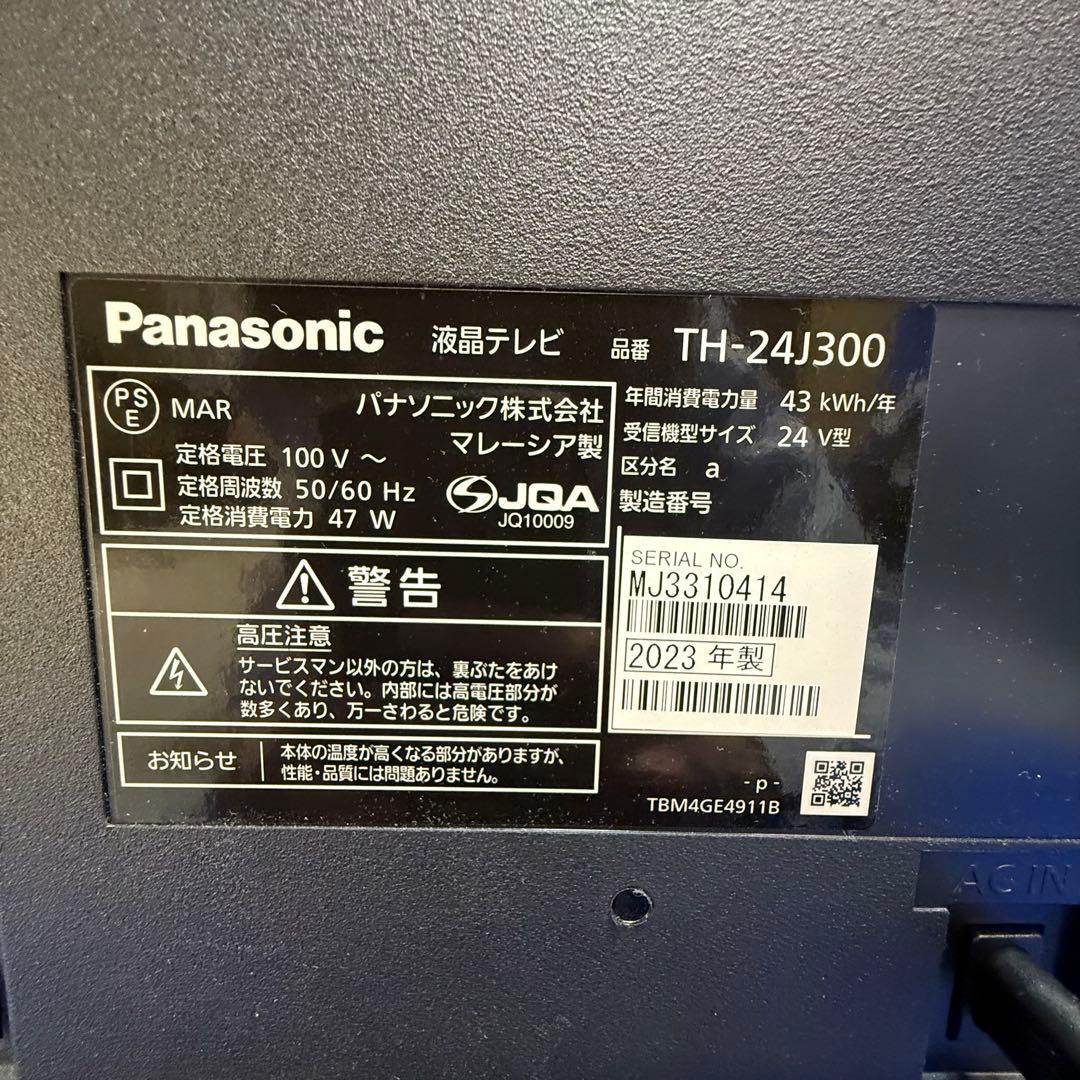 Panasonic 液晶テレビ 品番 TH-24J300
PS
E
MAR
パナソニック株式会社
マレーシア製
定格電圧 100 V ～
定格周波数 50/60 Hz
定格消費電力 47 W
JQA
JQ10009
年間消費電力量 43 kWh/年
受信機型サイズ 24 V型
区分名 a
製造番号
SERIAL NO.
MJ3310414
2023 年製
警告
高圧注意
サービスマン以外の方は、裏ぶたをあけ
ないでください。内部には高電圧部分が
数多くあり、万一さわると危険です。
お知らせ
本体の温度が高くなる部分がありますが、
性能・品質には問題ありません。
- p -
TBM4GE4911B
AC IN